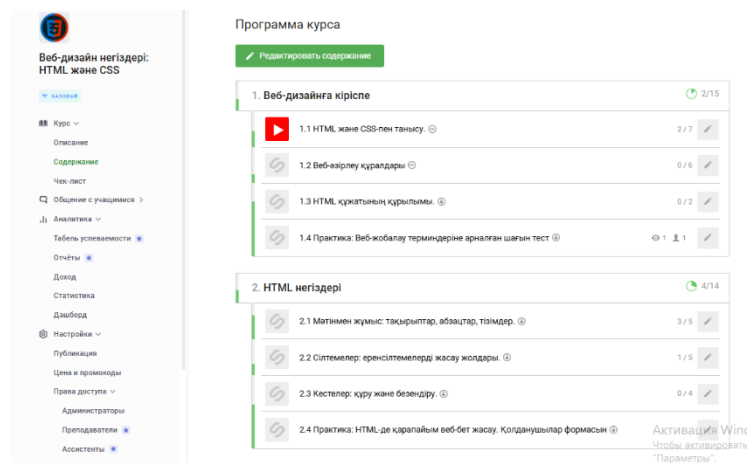 Веб-дизайн негіздері:
HTML және CSS
БАЗОВЫЙ
Курс
Описание
Содержание
Чек-лист
Общение с учащимися
Аналитика
Табель успеваемости
Отчёты
Доход
Статистика
Дашборд
Настройки
Публикация
Цена и промокоды
Права доступа
Администраторы
Преподаватели
Ассистенты
Программа курса
Редактировать содержание
1. Веб-дизайнға кіріспе 2/15
1.1 HTML және CSS-пен танысу. 2/7
1.2 Веб-әзірлеу құралдары 0/6
1.3 HTML құжатының құрылымы. 0/2
1.4 Практика: Веб-жобалау терминдеріне арналған шағын тест 1 1
2. HTML негіздері 4/14
2.1 Мәтінмен жұмыс: тақырыптар, абзацтар, тізімдер. 3/5
2.2 Сілтемелер: еренсілтемелерді жасау жолдары. 1/5
2.3 Кестелер: құру және безендіру. 0/4
2.4 Практика: HTML-де қарапайым веб-бет жасау. Қолданушылар формасын
Активация Wind
Чтобы активировать
"Параметры".